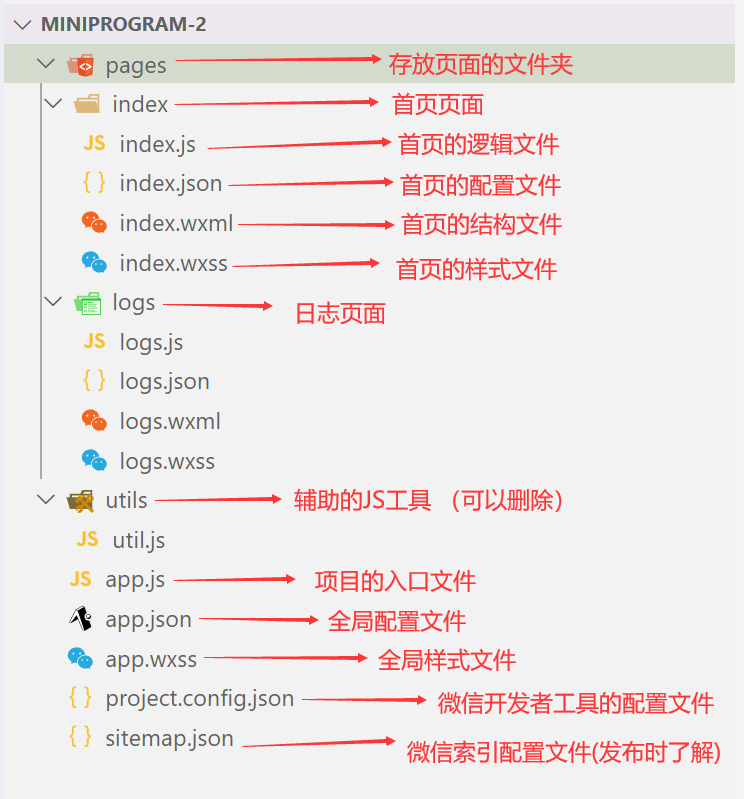 MINIPROGRAM-2
pages 存放页面的文件夹
index 首页页面
JS index.js 首页的逻辑文件
{ } index.json 首页的配置文件
index.wxml 首页的结构文件
index.wxss 首页的样式文件
logs 日志页面
JS logs.js
{ } logs.json
logs.wxml
logs.wxss
utils 辅助的JS工具 （可以删除）
JS util.js
JS app.js 项目的入口文件
app.json 全局配置文件
app.wxss 全局样式文件
{ } project.config.json 微信开发者工具的配置文件
{ } sitemap.json 微信索引配置文件(发布时了解)